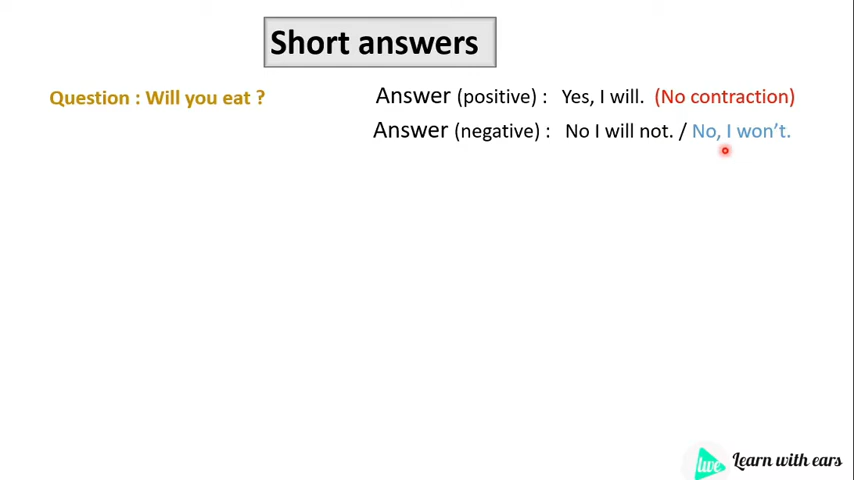 Short answers
Question : Will you eat ?
Answer (positive) : Yes, I will. (No contraction)
Answer (negative) : No I will not. / No, I won't.
live
Learn with ears